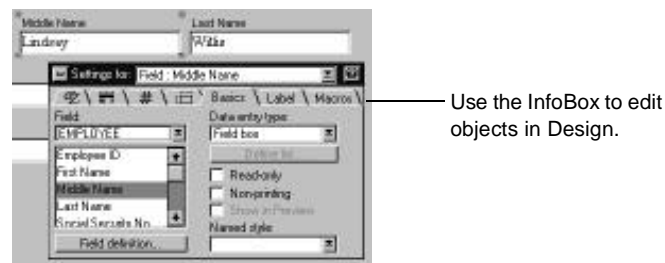 Middle Name Last Name
Lindsey Willis
Settings for: Field : Middle Name
# Basics Label Macros
Field: Data entry type:
EMPLOYEE Field box
Employee ID Define list...
First Name Read-only
Middle Name Non-printing
Last Name Show in Preview
Social Security No. Named style:
Field definition...
Use the InfoBox to edit
objects in Design.